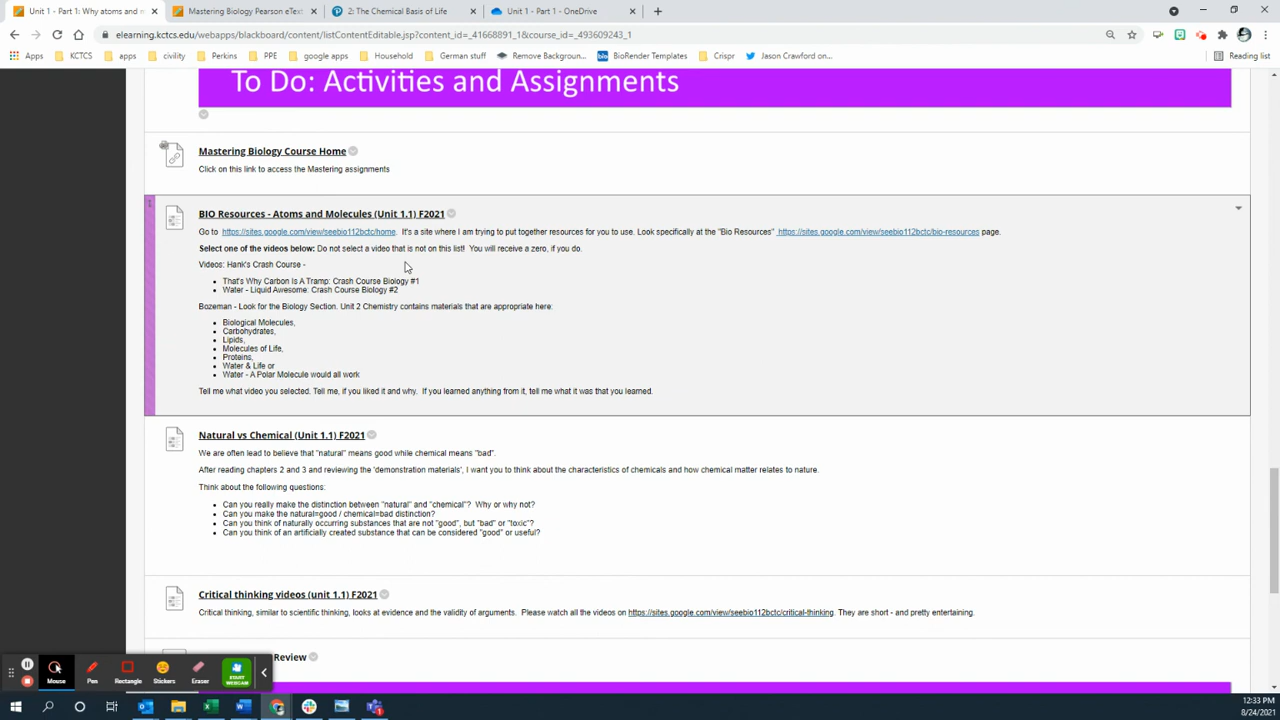 Unit 1 - Part 1: Why atoms and m
Mastering Biology Pearson eText
2: The Chemical Basis of Life
Unit 1 - Part 1 - OneDrive
elearning.kctcs.edu/webapps/blackboard/content/listContentEditable.jsp?content_id=_41668891_1&course_id=_493609243_1
Apps KCTCS apps civility Perkins PPE google apps Household German stuff Remove Backgroun... BioRender Templates Crispr Jason Crawford on... Reading list
To Do: Activities and Assignments
Mastering Biology Course Home
Click on this link to access the Mastering assignments
BIO Resources - Atoms and Molecules (Unit 1.1) F2021
Go to https://sites.google.com/view/seebio112bctc/home. It's a site where I am trying to put together resources for you to use. Look specifically at the "Bio Resources" https://sites.google.com/view/seebio112bctc/bio-resources page.
Select one of the videos below: Do not select a video that is not on this list! You will receive a zero, if you do.
Videos: Hank's Crash Course -
That's Why Carbon Is A Tramp: Crash Course Biology #1
Water - Liquid Awesome: Crash Course Biology #2
Bozeman - Look for the Biology Section. Unit 2 Chemistry contains materials that are appropriate here:
Biological Molecules,
Carbohydrates,
Lipids,
Molecules of Life,
Proteins,
Water & Life or
Water - A Polar Molecule would all work
Tell me what video you selected. Tell me, if you liked it and why. If you learned anything from it, tell me what it was that you learned.
Natural vs Chemical (Unit 1.1) F2021
We are often lead to believe that "natural" means good while chemical means "bad".
After reading chapters 2 and 3 and reviewing the 'demonstration materials', I want you to think about the characteristics of chemicals and how chemical matter relates to nature.
Think about the following questions:
Can you really make the distinction between "natural" and "chemical"? Why or why not?
Can you make the natural=good / chemical=bad distinction?
Can you think of naturally occurring substances that are not "good", but "bad" or "toxic"?
Can you think of an artificially created substance that can be considered "good" or useful?
Critical thinking videos (unit 1.1) F2021
Critical thinking, similar to scientific thinking, looks at evidence and the validity of arguments. Please watch all the videos on https://sites.google.com/view/seebio112bctc/critical-thinking. They are short - and pretty entertaining.
Review
Mouse Pen Rectangle Stickers Eraser START WEBCAM
12:33 PM
8/24/2021